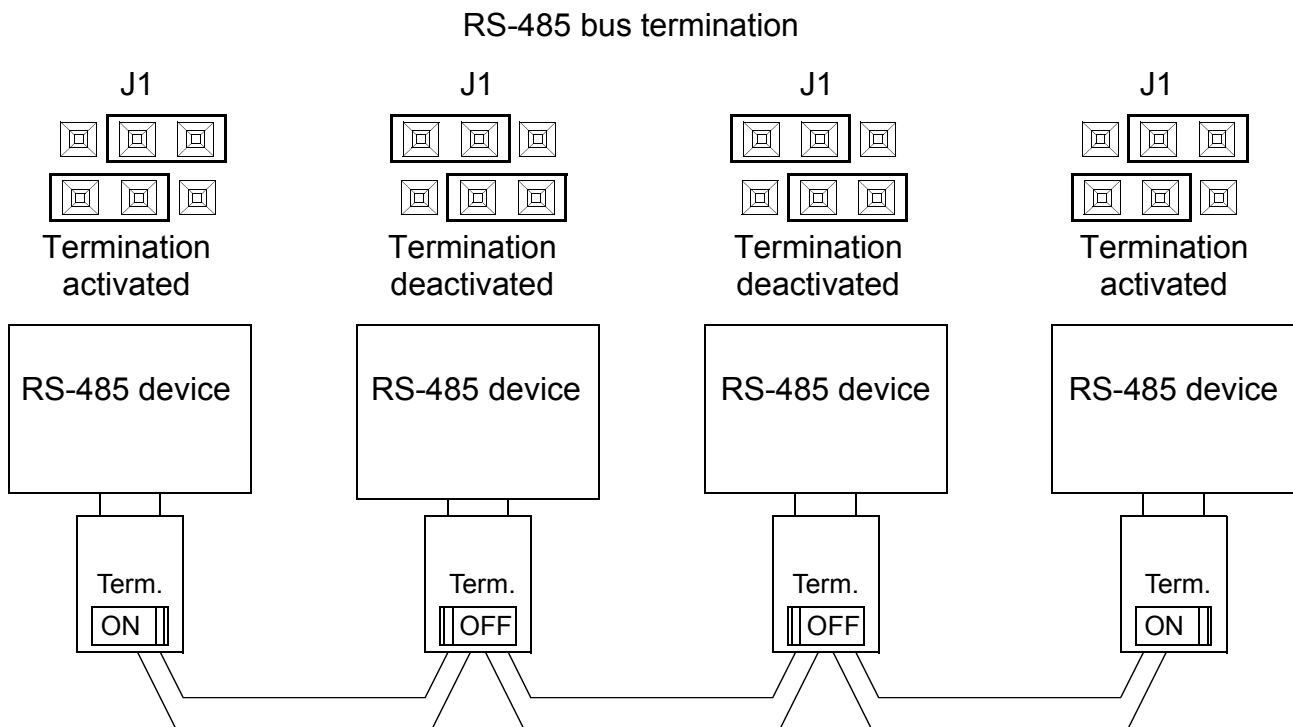 RS-485 bus termination
J1 J1 J1 J1
Termination activated
Termination deactivated
Termination deactivated
Termination activated
RS-485 device RS-485 device RS-485 device RS-485 device
Term. Term. Term. Term.
ON OFF OFF ON